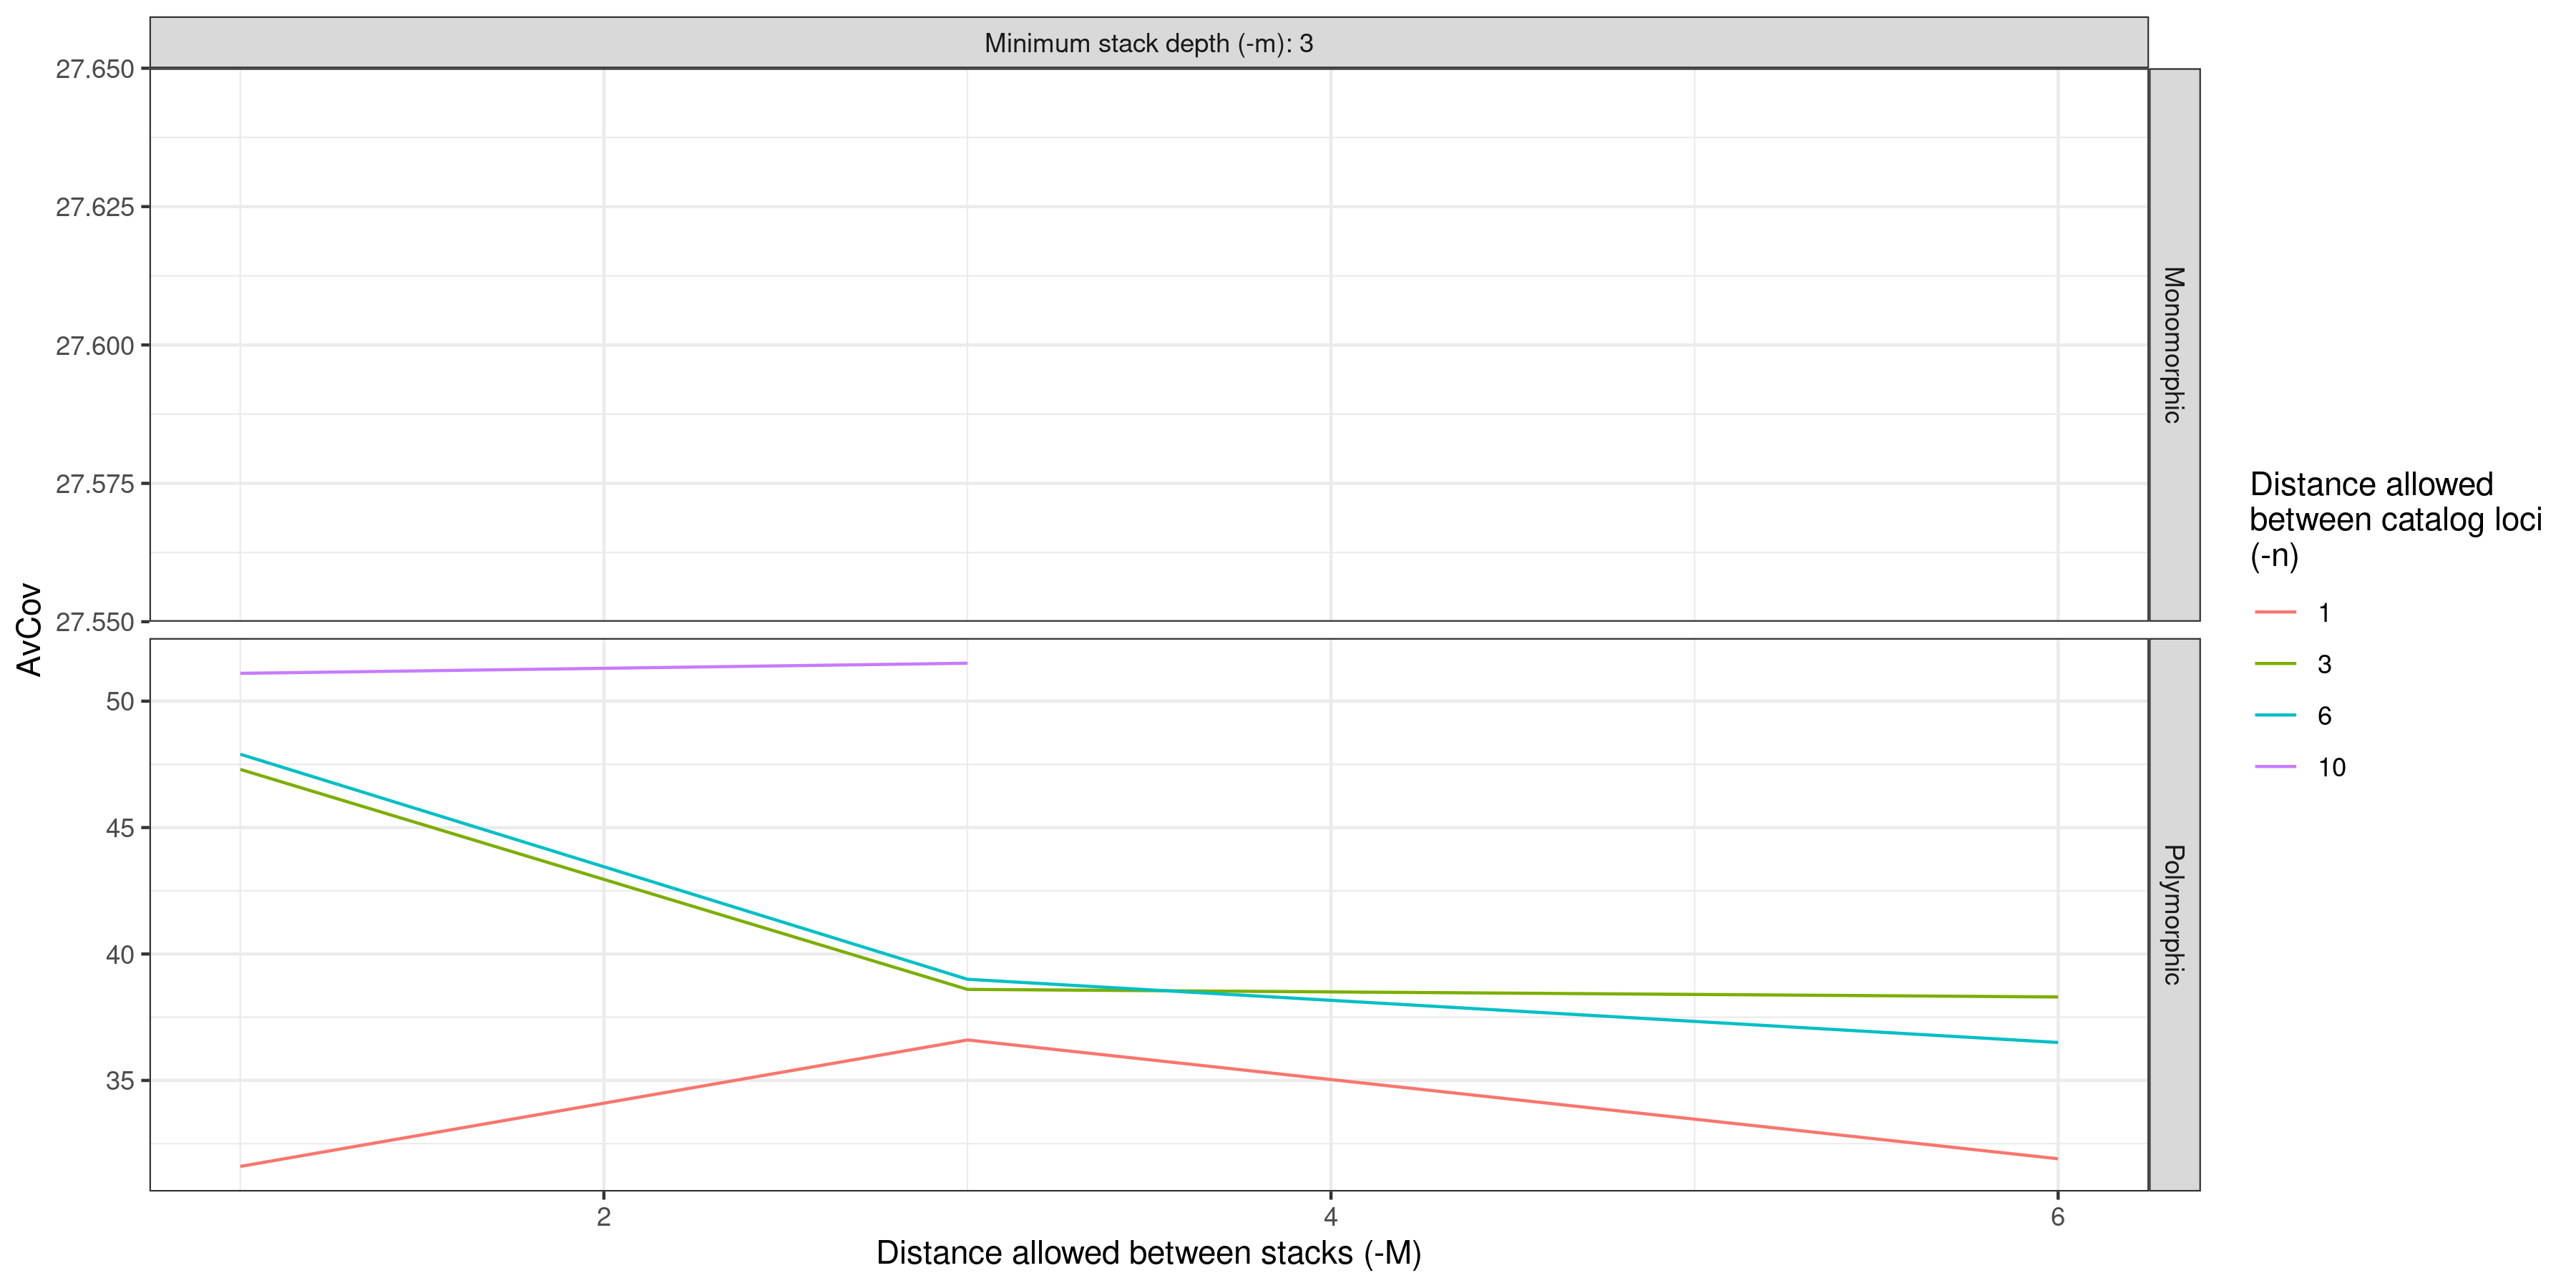 Minimum stack depth (-m): 3
27.650
27.625
27.600
27.575
27.550
Monomorphic
AvCov
50
45
40
35
Polymorphic
2
4
6
Distance allowed between stacks (-M)
Distance allowed
between catalog loci
(-n)
1
3
6
10